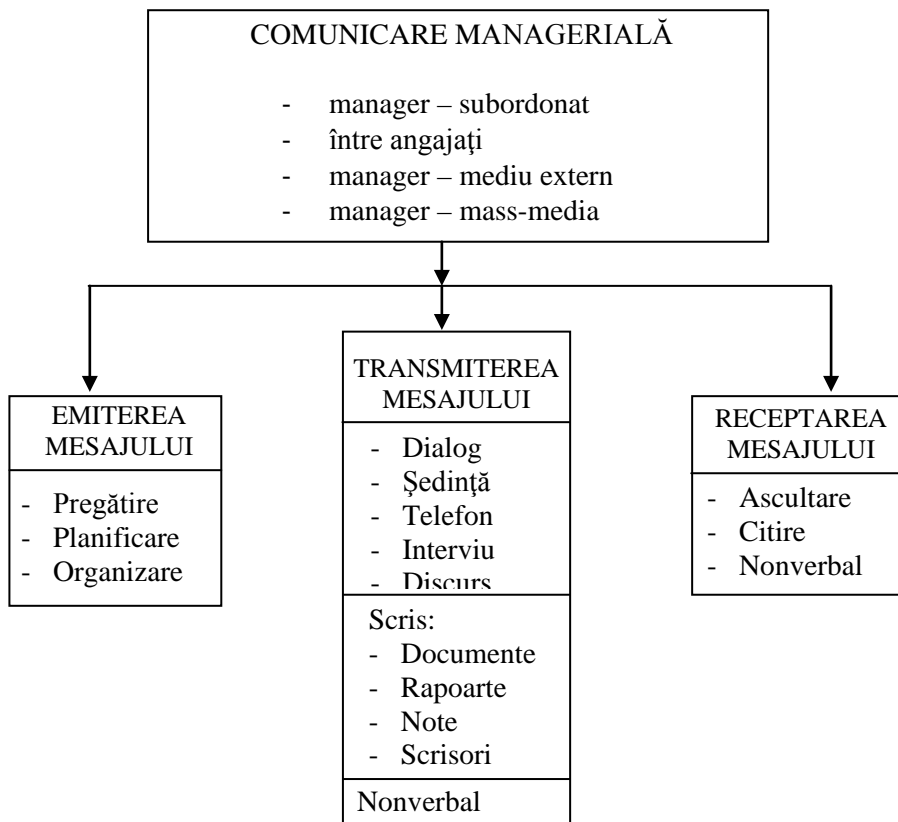 COMUNICARE MANAGERIALĂ
- manager – subordonat
- între angajaţi
- manager – mediu extern
- manager – mass-media
EMITEREA
MESAJULUI
- Pregătire
- Planificare
- Organizare
TRANSMITEREA
MESAJULUI
- Dialog
- Şedinţă
- Telefon
- Interviu
- Discurs
Scris:
- Documente
- Rapoarte
- Note
- Scrisori
Nonverbal
RECEPTAREA
MESAJULUI
- Ascultare
- Citire
- Nonverbal